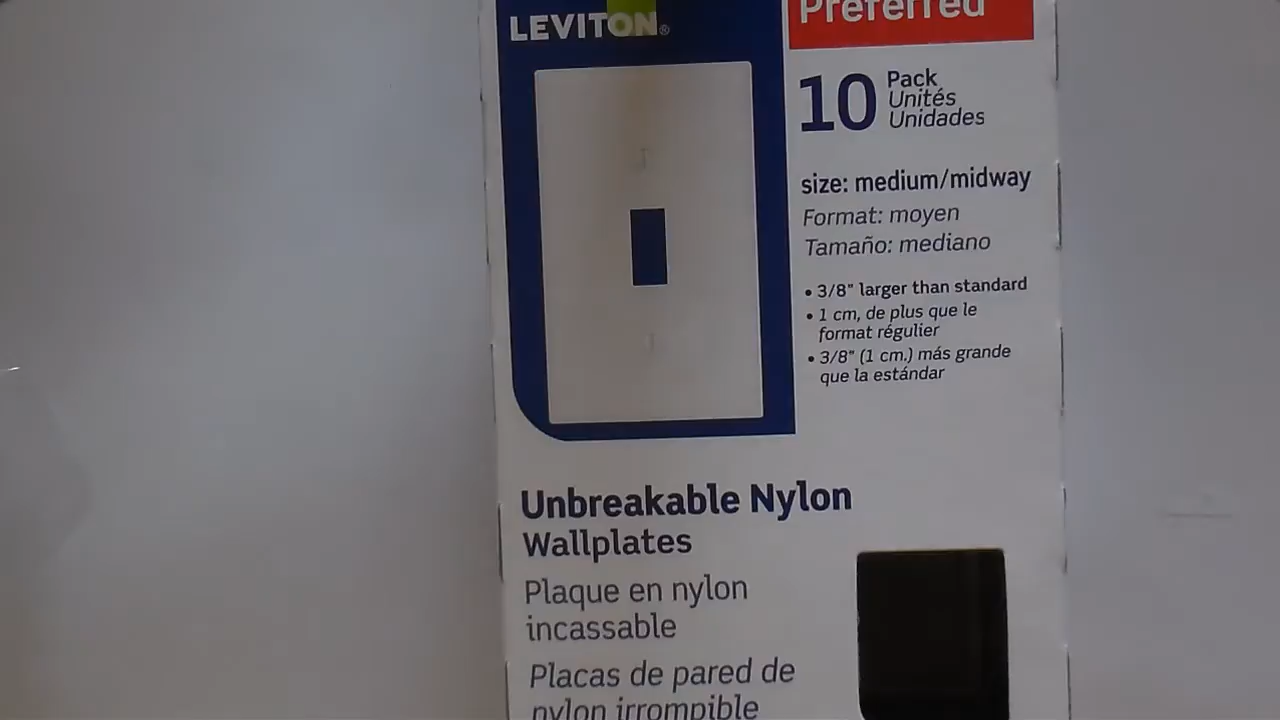 LEVITON®
Preferred
10
Pack
Unités
Unidades
size: medium/midway
Format: moyen
Tamaño: mediano
• 3/8" larger than standard
• 1 cm, de plus que le
format régulier
• 3/8" (1 cm.) más grande
que la estándar
Unbreakable Nylon
Wallplates
Plaque en nylon
incassable
Placas de pared de
nylon irrompible